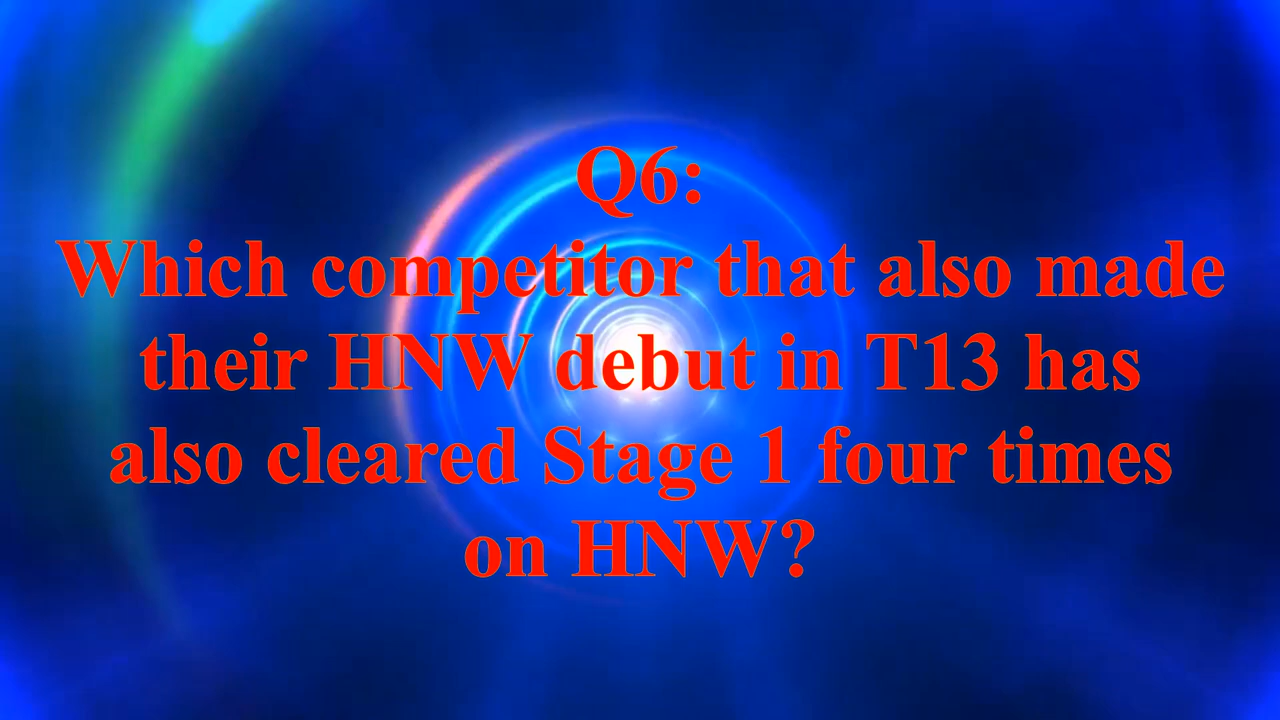 Q6:
Which competitor that also made
their HNW debut in T13 has
also cleared Stage 1 four times
on HNW?